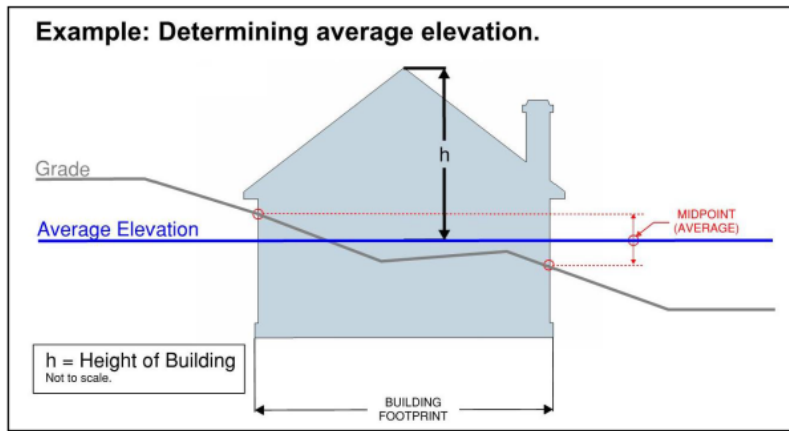 Example: Determining average elevation.
h
Grade
Average Elevation
MIDPOINT
(AVERAGE)
h = Height of Building
Not to scale.
BUILDING
FOOTPRINT